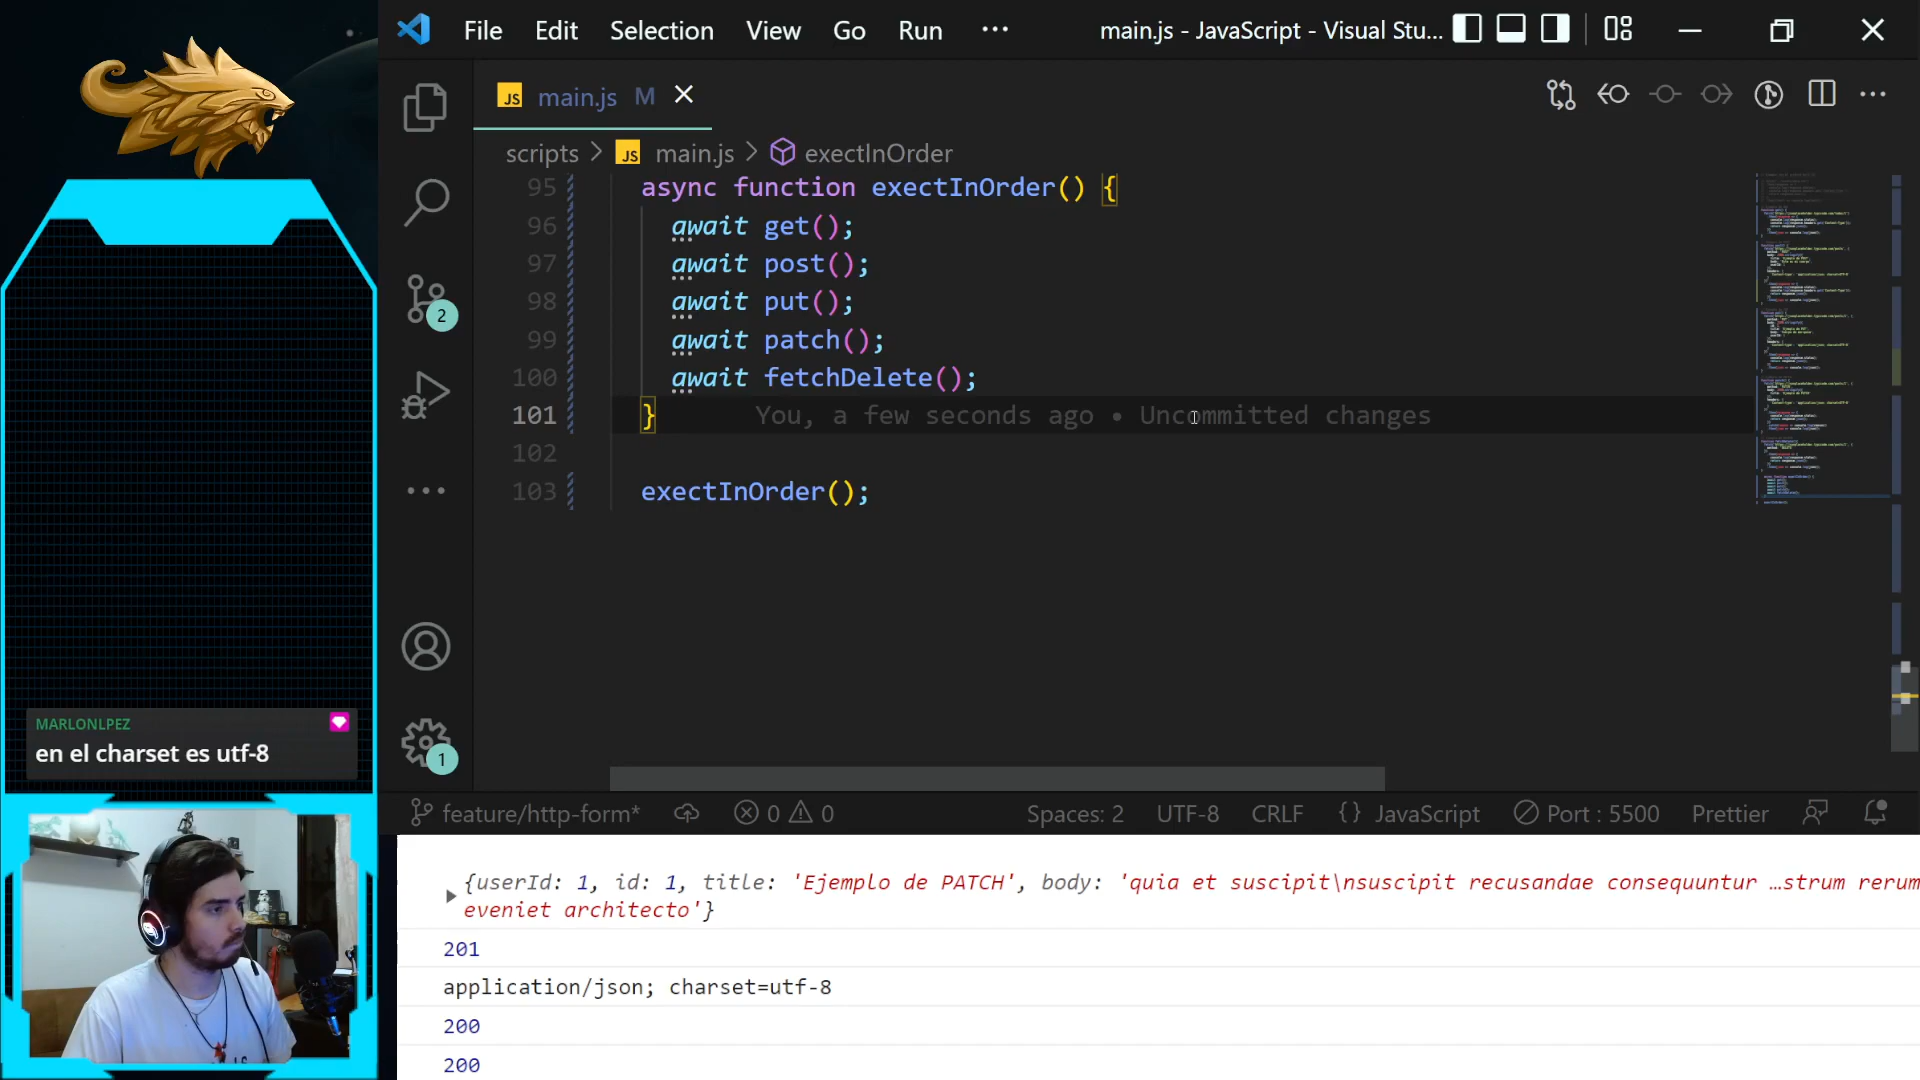 File Edit Selection View Go Run ··· main.js - JavaScript - Visual Stu...
JS main.js M
scripts > JS main.js > exectInOrder
95 async function exectInOrder() {
96 await get();
97 await post();
98 await put();
99 await patch();
100 await fetchDelete();
101 } You, a few seconds ago • Uncommitted changes
102
103 exectInOrder();
2
1
MARLONLPEZ
en el charset es utf-8
feature/http-form* 0 0 Spaces: 2 UTF-8 CRLF {} JavaScript Port : 5500 Prettier
{userId: 1, id: 1, title: 'Ejemplo de PATCH', body: 'quia et suscipit\nsuscipit recusandae consequuntur …strum rerum
eveniet architecto'}
201
application/json; charset=utf-8
200
200